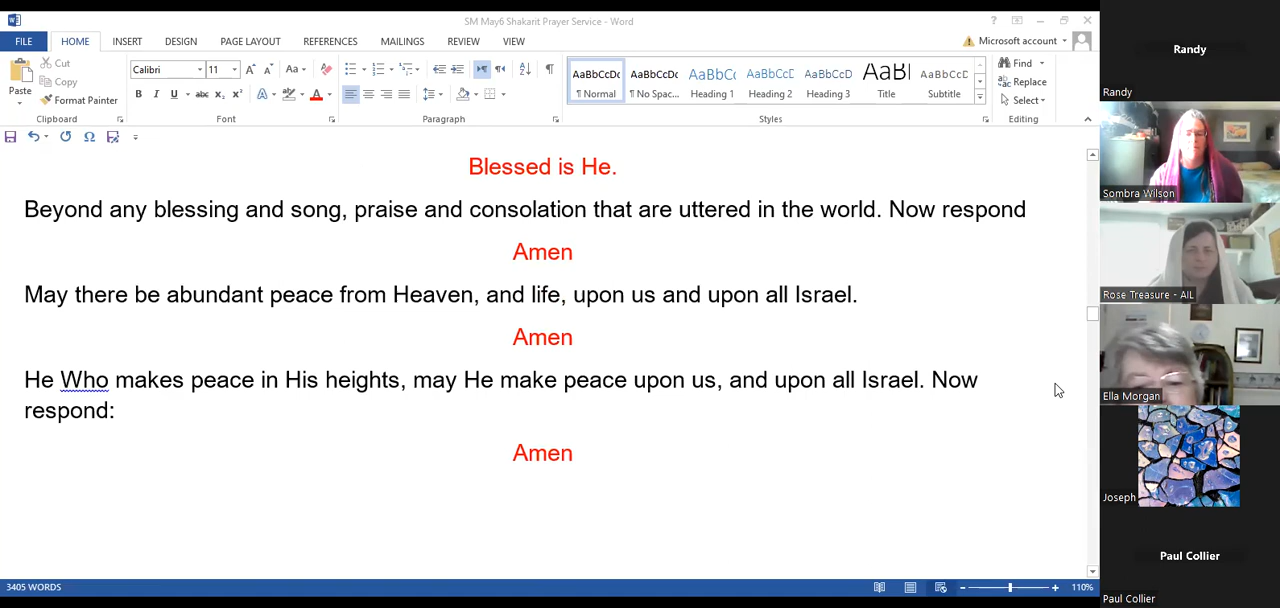 SM May6 Shakarit Prayer Service - Word
FILE HOME INSERT DESIGN PAGE LAYOUT REFERENCES MAILINGS REVIEW VIEW Microsoft account
Cut
Copy
Format Painter
Paste
Calibri 11
AaBbCcDc AaBbCcDc AaBbCc AaBbCcD AaBbCcD AaBl AaBbCcD
¶ Normal ¶ No Spac... Heading 1 Heading 2 Heading 3 Title Subtitle
Find
Replace
Select
Clipboard Font Paragraph Styles Editing
Blessed is He.
Beyond any blessing and song, praise and consolation that are uttered in the world. Now respond
Amen
May there be abundant peace from Heaven, and life, upon us and upon all Israel.
Amen
He Who makes peace in His heights, may He make peace upon us, and upon all Israel. Now
respond:
Amen
3405 WORDS
110%
Randy
Randy
Sombra Wilson
Rose Treasure - AIL
Ella Morgan
Joseph
Paul Collier
Paul Collier